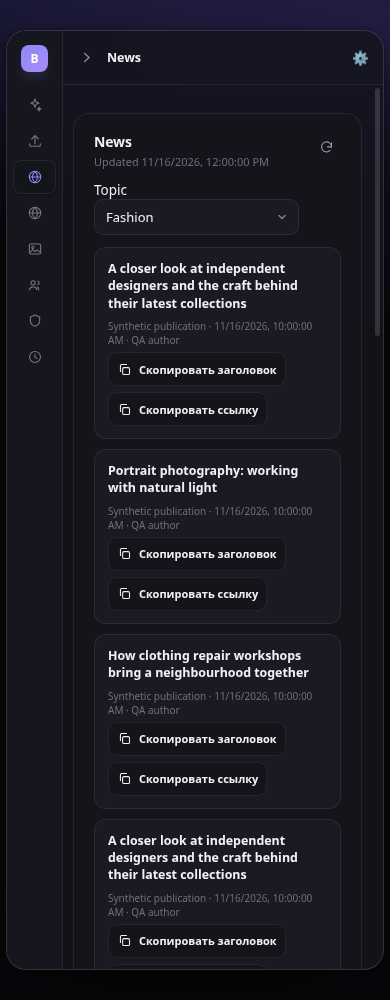 B
News
News
Updated 11/16/2026, 12:00:00 PM
Topic
Fashion
A closer look at independent
designers and the craft behind
their latest collections
Synthetic publication · 11/16/2026, 10:00:00
AM · QA author
Скопировать заголовок
Скопировать ссылку
Portrait photography: working
with natural light
Synthetic publication · 11/16/2026, 10:00:00
AM · QA author
Скопировать заголовок
Скопировать ссылку
How clothing repair workshops
bring a neighbourhood together
Synthetic publication · 11/16/2026, 10:00:00
AM · QA author
Скопировать заголовок
Скопировать ссылку
A closer look at independent
designers and the craft behind
their latest collections
Synthetic publication · 11/16/2026, 10:00:00
AM · QA author
Скопировать заголовок